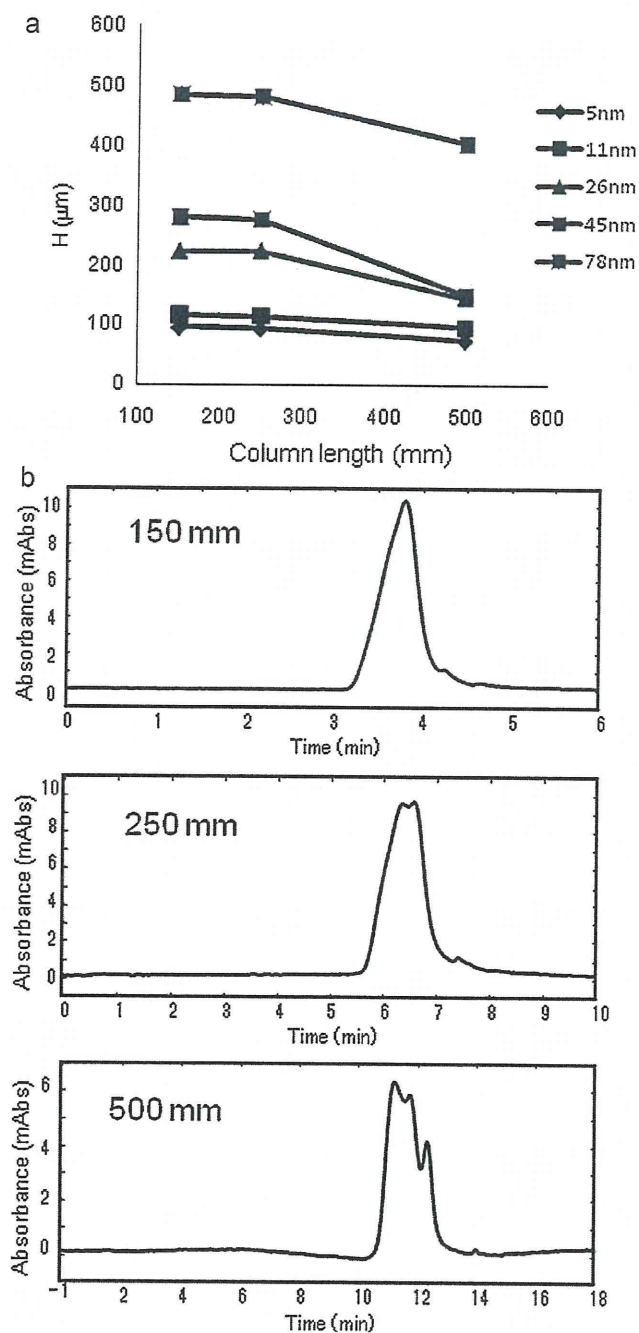 a
600
500
400
300
200
100
0
H (µm)
100 200 300 400 500 600
Column length (mm)
5nm
11nm
26nm
45nm
78nm
b
150 mm
Absorbance (mAbs)
10
8
6
4
2
0
0 1 2 3 4 5 6
Time (min)
250 mm
Absorbance (mAbs)
10
8
6
4
2
0
0 1 2 3 4 5 6 7 8 9 10
Time (min)
500 mm
Absorbance (mAbs)
6
4
2
0
-1 2 4 6 8 10 12 14 16 18
Time (min)